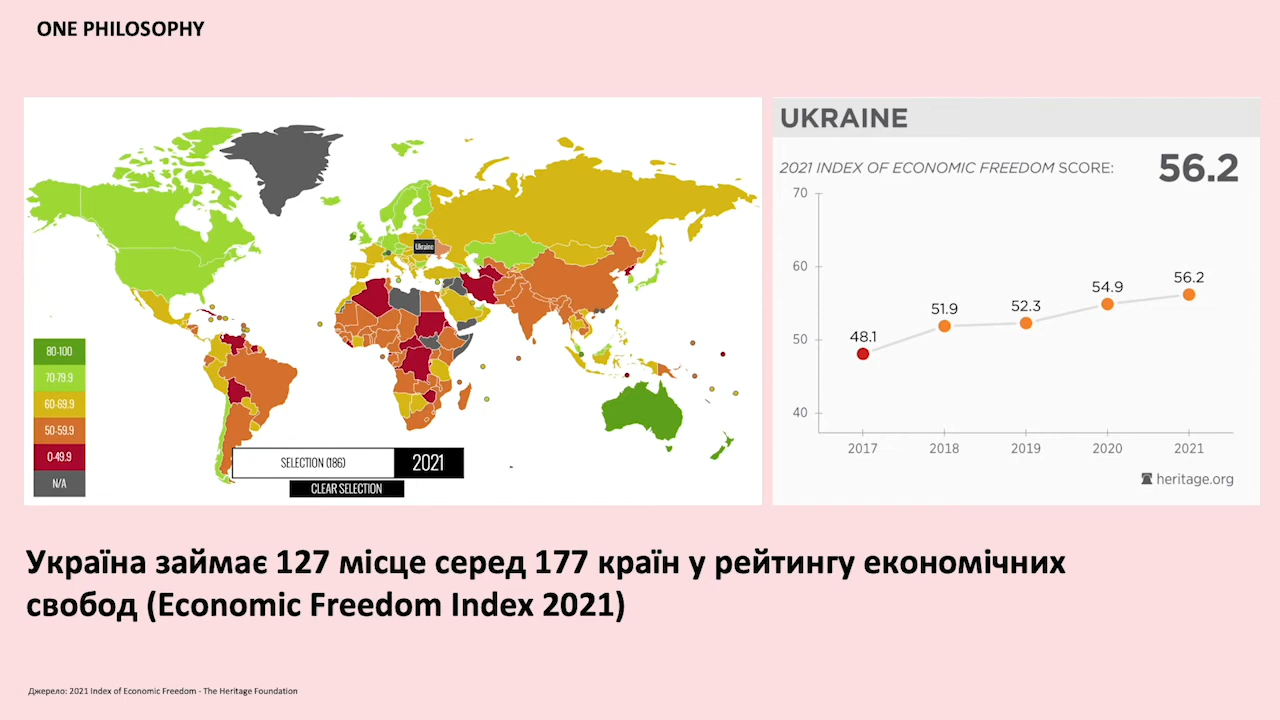 ONE PHILOSOPHY
Ukraine
80-100
70-79.9
60-69.9
50-59.9
0-49.9
N/A
SELECTION (186)
2021
CLEAR SELECTION
UKRAINE
2021 INDEX OF ECONOMIC FREEDOM SCORE:
56.2
70
60
50
40
48.1
51.9
52.3
54.9
56.2
2017
2018
2019
2020
2021
heritage.org
Україна займає 127 місце серед 177 країн у рейтингу економічних
свобод (Economic Freedom Index 2021)
Джерело: 2021 Index of Economic Freedom - The Heritage Foundation